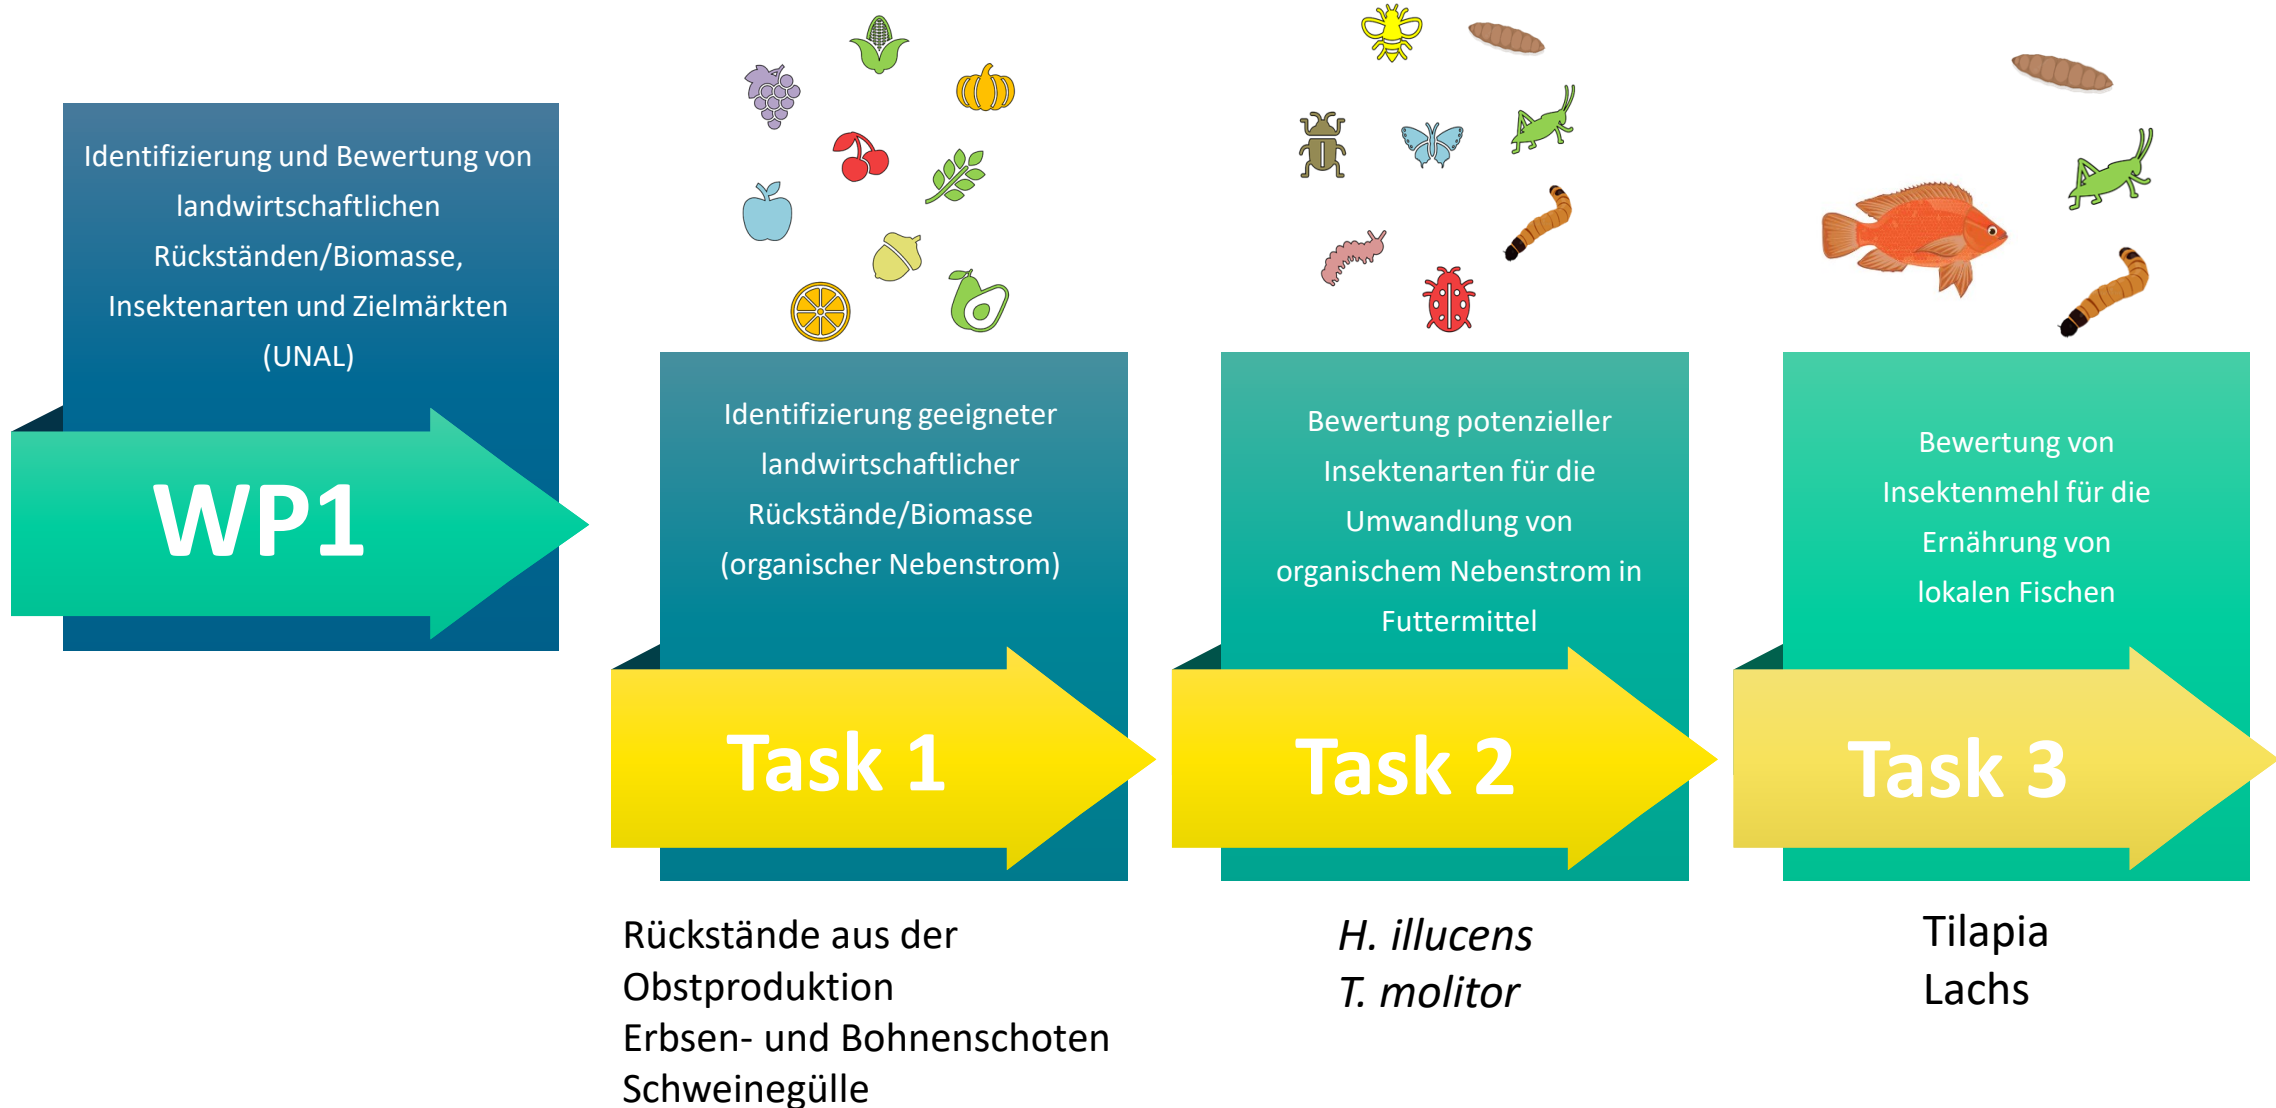 Identifizierung und Bewertung von
landwirtschaftlichen
Rückständen/Biomasse,
Insektenarten und Zielmärkten
(UNAL)
WP1
Identifizierung geeigneter
landwirtschaftlicher
Rückstände/Biomasse
(organischer Nebenstrom)
Task 1
Rückstände aus der
Obstproduktion
Erbsen- und Bohnenschoten
Schweinegülle
Bewertung potenzieller
Insektenarten für die
Umwandlung von
organischem Nebenstrom in
Futtermittel
Task 2
H. illucens
T. molitor
Bewertung von
Insektenmehl für die
Ernährung von
lokalen Fischen
Task 3
Tilapia
Lachs